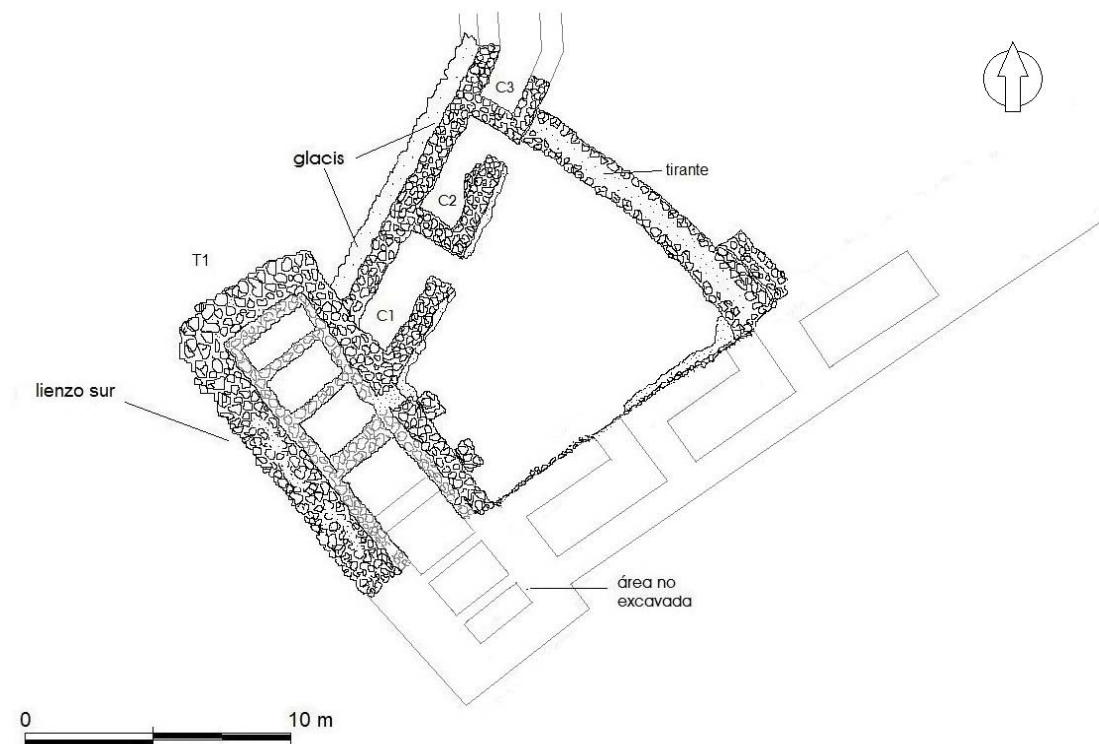 C3
glacis
tirante
C2
T1
C1
lienzo sur
área no
excavada
0 10 m